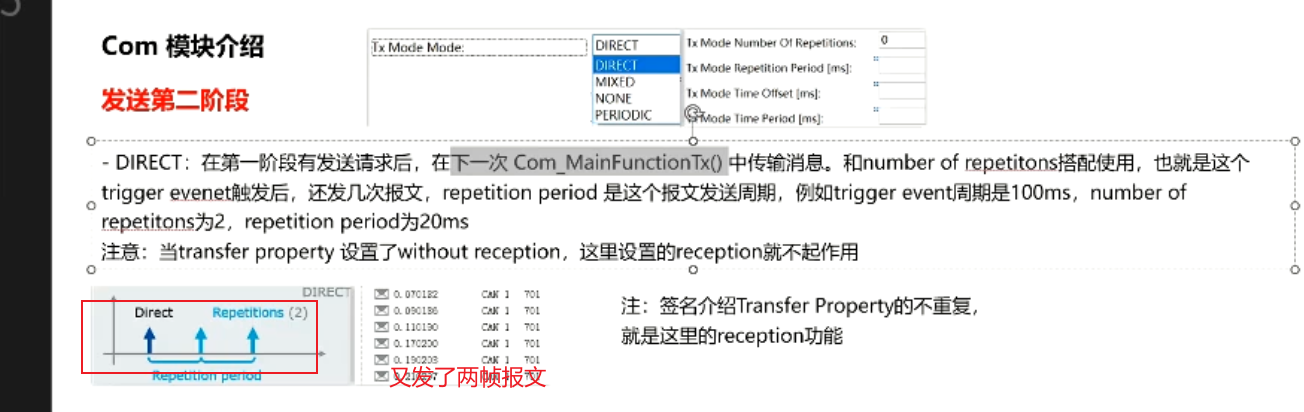 Com 模块介绍
发送第二阶段
Tx Mode Mode:
DIRECT
DIRECT
MIXED
NONE
PERIODIC
Tx Mode Number Of Repetitions:
0
Tx Mode Repetition Period [ms]:
Tx Mode Time Offset [ms]:
Mode Time Period [ms]:
- DIRECT：在第一阶段有发送请求后，在下一次 Com_MainFunctionTx() 中传输消息。和number of repetitons搭配使用，也就是这个
trigger evenet触发后，还发几次报文，repetition period 是这个报文发送周期，例如trigger event周期是100ms，number of
repetitons为2，repetition period为20ms
注意：当transfer property 设置了without reception，这里设置的reception就不起作用
DIRECT
Direct
Repetitions (2)
Repetition period
0.070182 CAN 1 701
0.090186 CAN 1 701
0.110190 CAN 1 701
0.170200 CAN 1 701
0.190203 CAN 1 701
701
又发了两帧报文
注：签名介绍Transfer Property的不重复，
就是这里的reception功能